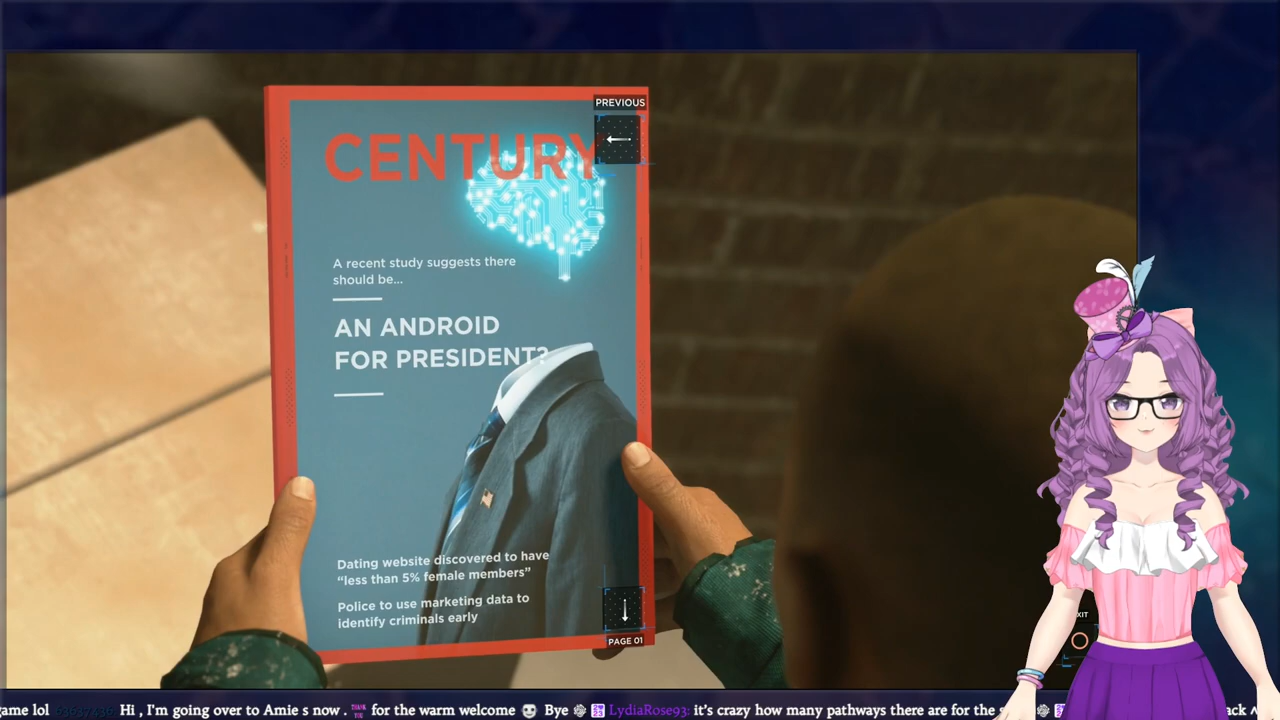 PREVIOUS
CENTURY
A recent study suggests there
should be...
AN ANDROID
FOR PRESIDENT?
Dating website discovered to have
“less than 5% female members”
Police to use marketing data to
identify criminals early
PAGE 01
game lol Hi , I'm going over to Amie s now . for the warm welcome Bye LydiaRose93: it's crazy how many pathways there are for the